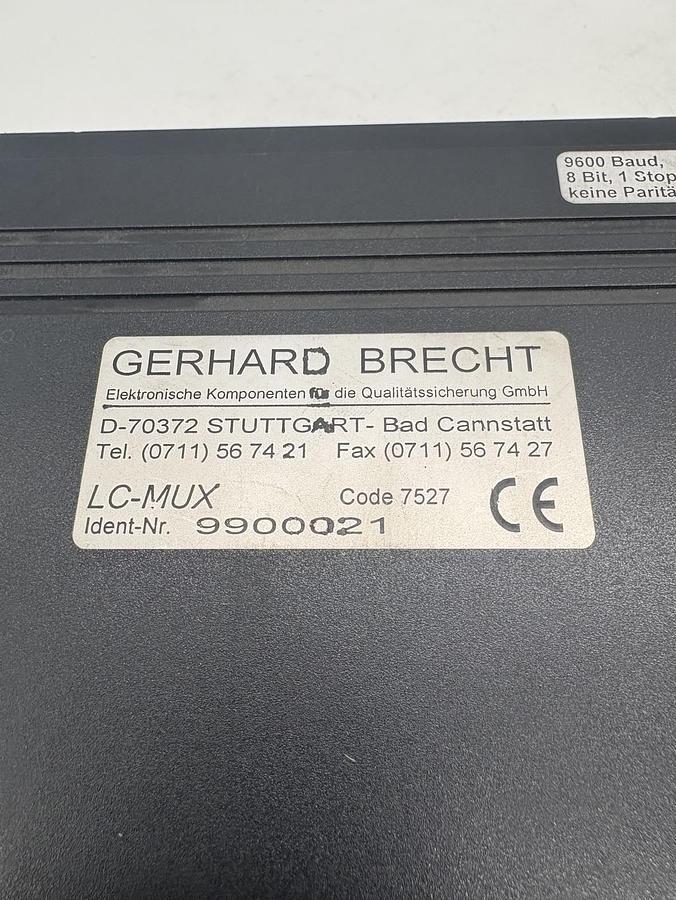 9600 Baud,
8 Bit, 1 Stop
keine Paritä
GERHARD BRECHT
Elektronische Komponenten für die Qualitätssicherung GmbH
D-70372 STUTTGART- Bad Cannstatt
Tel. (0711) 56 74 21 Fax (0711) 56 74 27
LC-MUX Code 7527 CE
Ident-Nr. 9900021